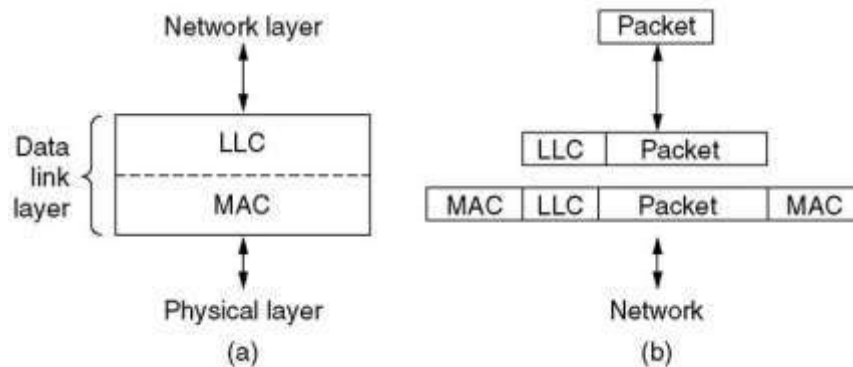 Network layer
Data
link
layer
LLC
MAC
Physical layer
(a)
Packet
LLC Packet
MAC LLC Packet MAC
Network
(b)